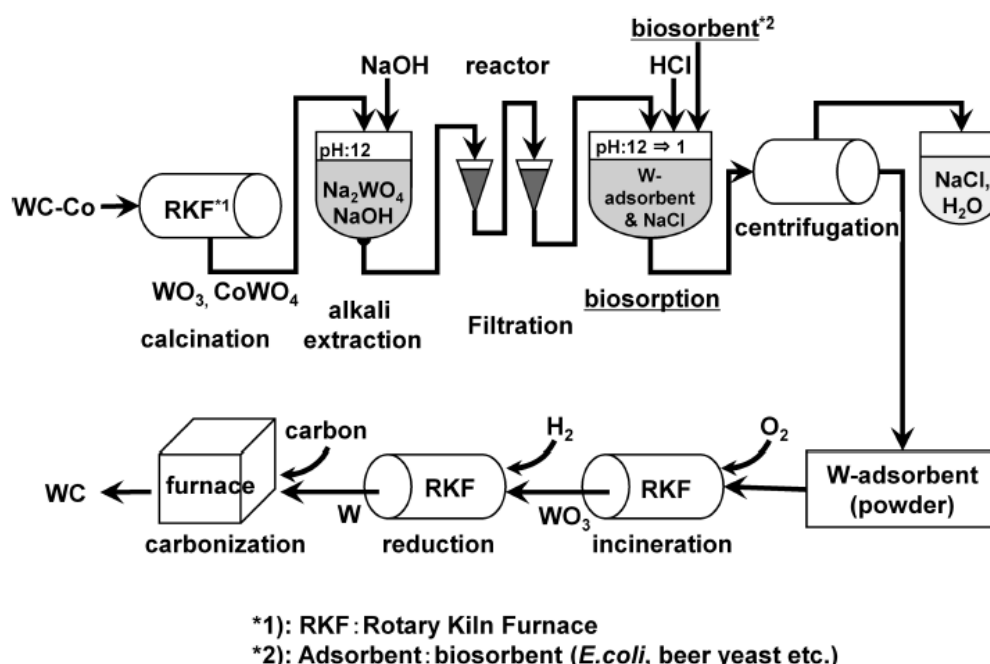 biosorbent*2
NaOH
reactor
HCl
pH:12
pH:12 ⇒ 1
WC-Co
RKF*1
Na2WO4
NaOH
W-
adsorbent
& NaCl
NaCl,
H2O
centrifugation
WO3, CoWO4
calcination
alkali
extraction
Filtration
biosorption
carbon
H2
O2
WC
furnace
W
RKF
WO3
RKF
W-adsorbent
(powder)
carbonization
reduction
incineration
*1): RKF:Rotary Kiln Furnace
*2): Adsorbent:biosorbent (E.coli, beer yeast etc.)